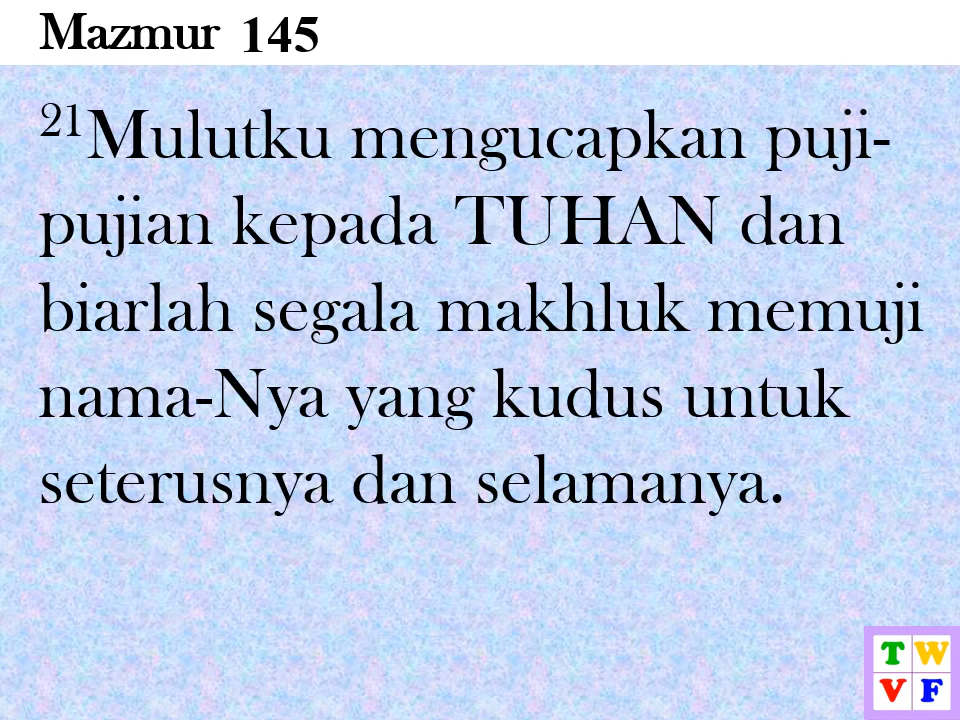 Mazmur 145
21Mulutku mengucapkan puji-
pujian kepada TUHAN dan
biarlah segala makhluk memuji
nama-Nya yang kudus untuk
seterusnya dan selamanya.
T W
V F